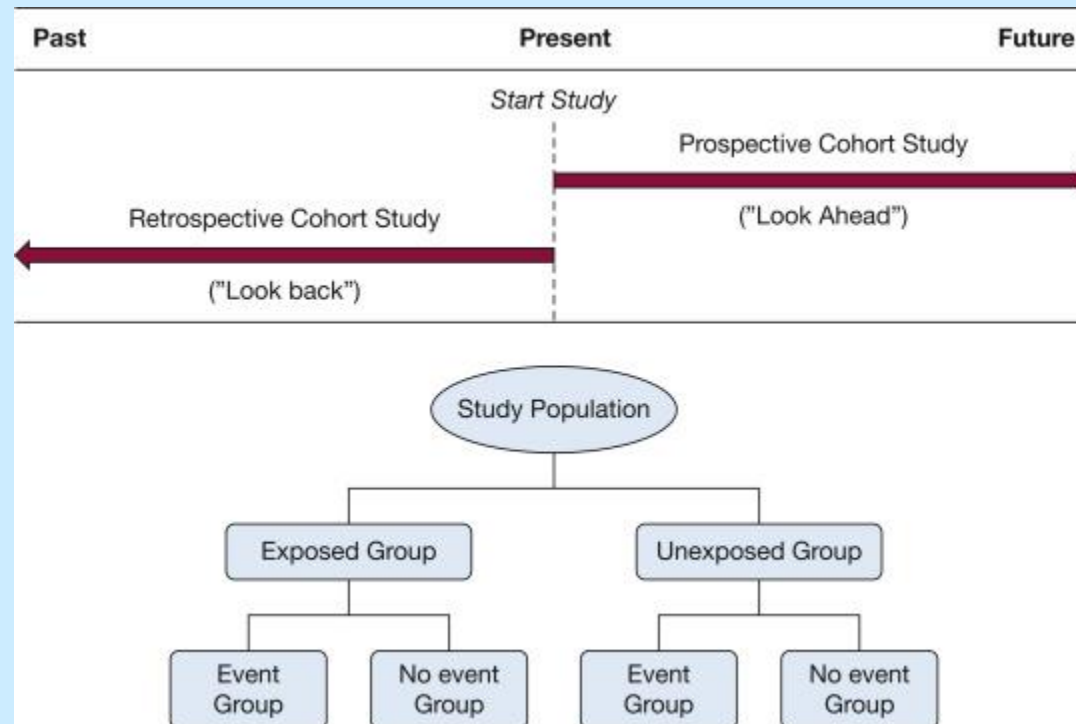 Past Present Future
Start Study
Prospective Cohort Study
("Look Ahead")
Retrospective Cohort Study
("Look back")
Study Population
Exposed Group Unexposed Group
Event No event Event No event
Group Group Group Group